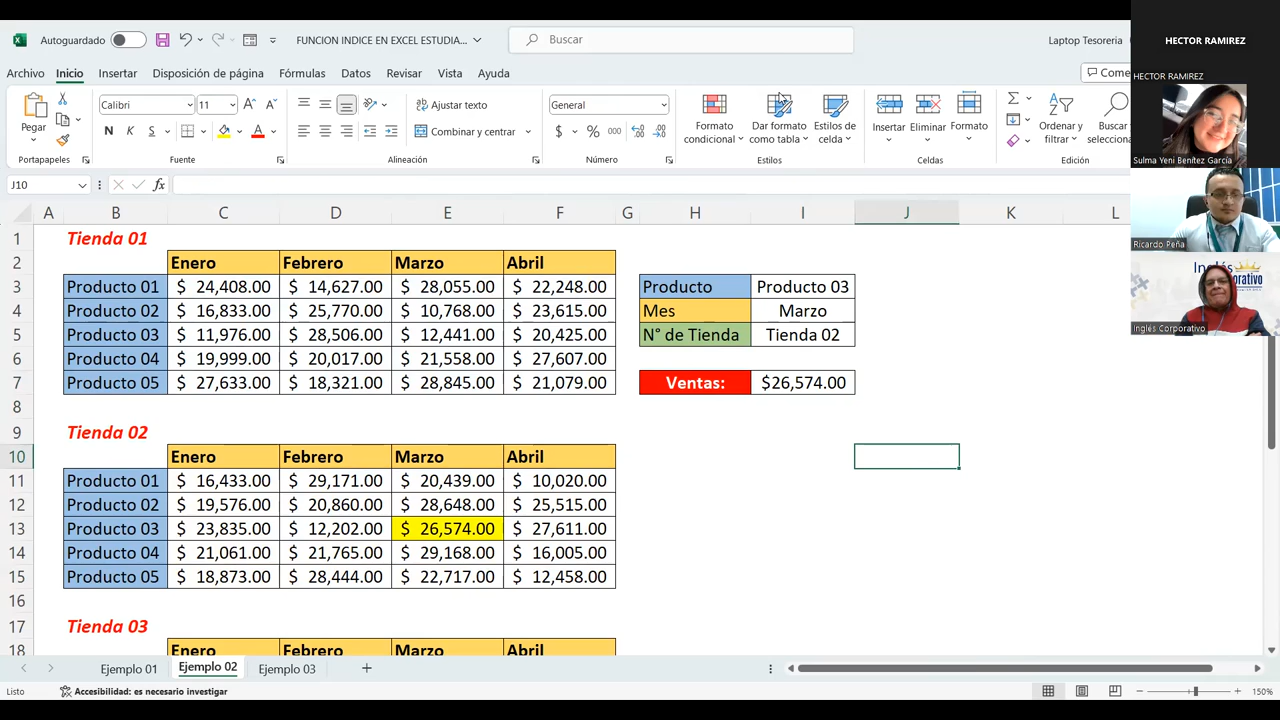 Autoguardado
FUNCION INDICE EN EXCEL ESTUDIA...
Buscar
Laptop Tesoreria
HECTOR RAMIREZ
Archivo Inicio Insertar Disposición de página Fórmulas Datos Revisar Vista Ayuda
Come
HECTOR RAMIREZ
Pegar
Calibri 11
N K S
Ajustar texto
Combinar y centrar
General
$ % 000
Formato condicional
Dar formato como tabla
Estilos de celda
Insertar
Eliminar
Formato
Ordenar y filtrar
Buscar y selecciona
Portapapeles Fuente Alineación Número Estilos Celdas Edición
Sulma Yeni Benítez García
J10 fx
A B C D E F G H I J K L
1 Tienda 01
2 Enero Febrero Marzo Abril
3 Producto 01 $ 24,408.00 $ 14,627.00 $ 28,055.00 $ 22,248.00 Producto Producto 03
4 Producto 02 $ 16,833.00 $ 25,770.00 $ 10,768.00 $ 23,615.00 Mes Marzo
5 Producto 03 $ 11,976.00 $ 28,506.00 $ 12,441.00 $ 20,425.00 N° de Tienda Tienda 02
6 Producto 04 $ 19,999.00 $ 20,017.00 $ 21,558.00 $ 27,607.00
7 Producto 05 $ 27,633.00 $ 18,321.00 $ 28,845.00 $ 21,079.00 Ventas: $26,574.00
8
9 Tienda 02
10 Enero Febrero Marzo Abril
11 Producto 01 $ 16,433.00 $ 29,171.00 $ 20,439.00 $ 10,020.00
12 Producto 02 $ 19,576.00 $ 20,860.00 $ 28,648.00 $ 25,515.00
13 Producto 03 $ 23,835.00 $ 12,202.00 $ 26,574.00 $ 27,611.00
14 Producto 04 $ 21,061.00 $ 21,765.00 $ 29,168.00 $ 16,005.00
15 Producto 05 $ 18,873.00 $ 28,444.00 $ 22,717.00 $ 12,458.00
16
17 Tienda 03
18 Enero Febrero Marzo Abril
Ricardo Peña
Inglés
orativo
Inglés Corporativo
Ejemplo 01 Ejemplo 02 Ejemplo 03
Listo
Accesibilidad: es necesario investigar
150%